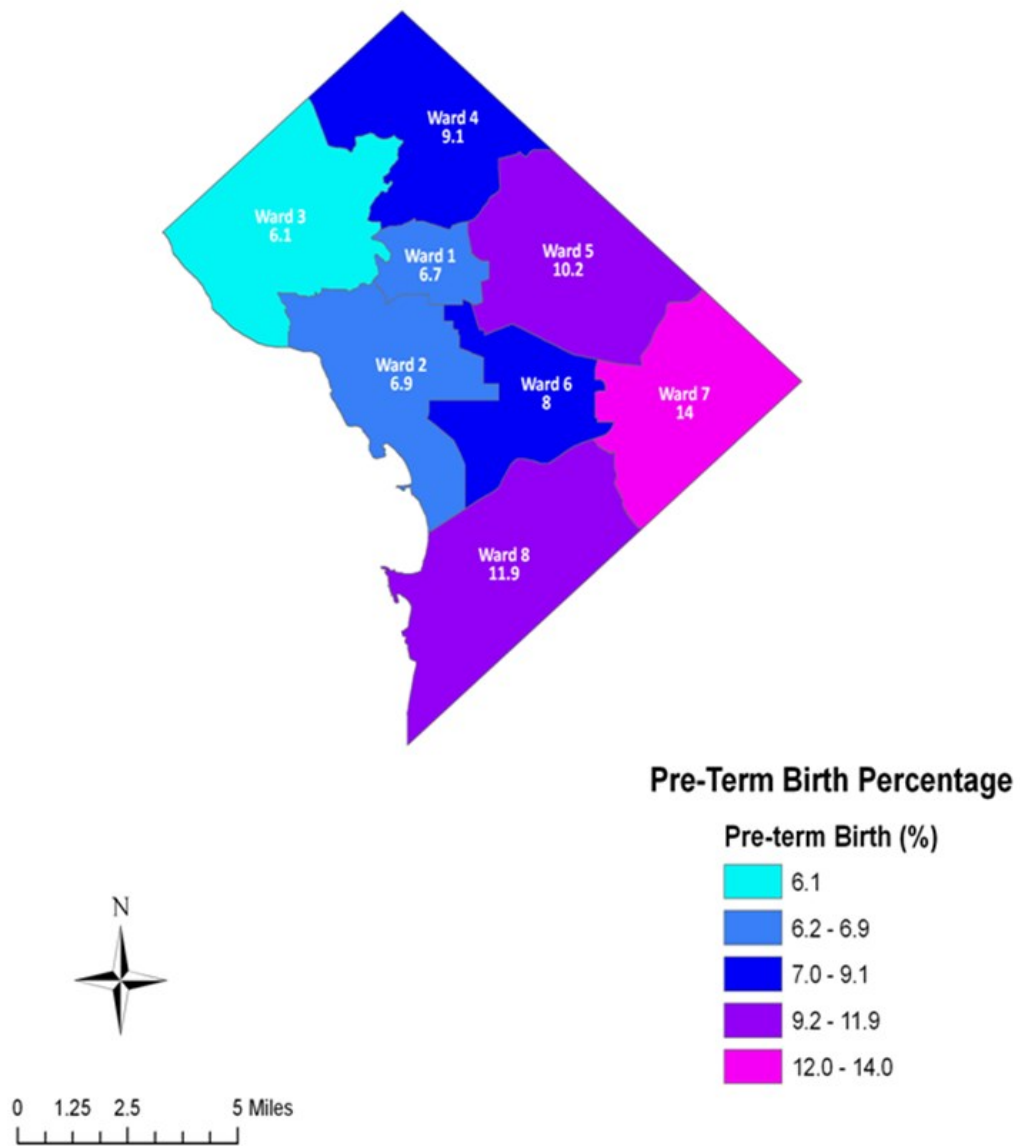 Ward 4
9.1
Ward 3
6.1
Ward 1
6.7
Ward 5
10.2
Ward 2
6.9
Ward 6
8
Ward 7
14
Ward 8
11.9
Pre-Term Birth Percentage
Pre-term Birth (%)
6.1
6.2 - 6.9
7.0 - 9.1
9.2 - 11.9
12.0 - 14.0
N
0 1.25 2.5 5 Miles